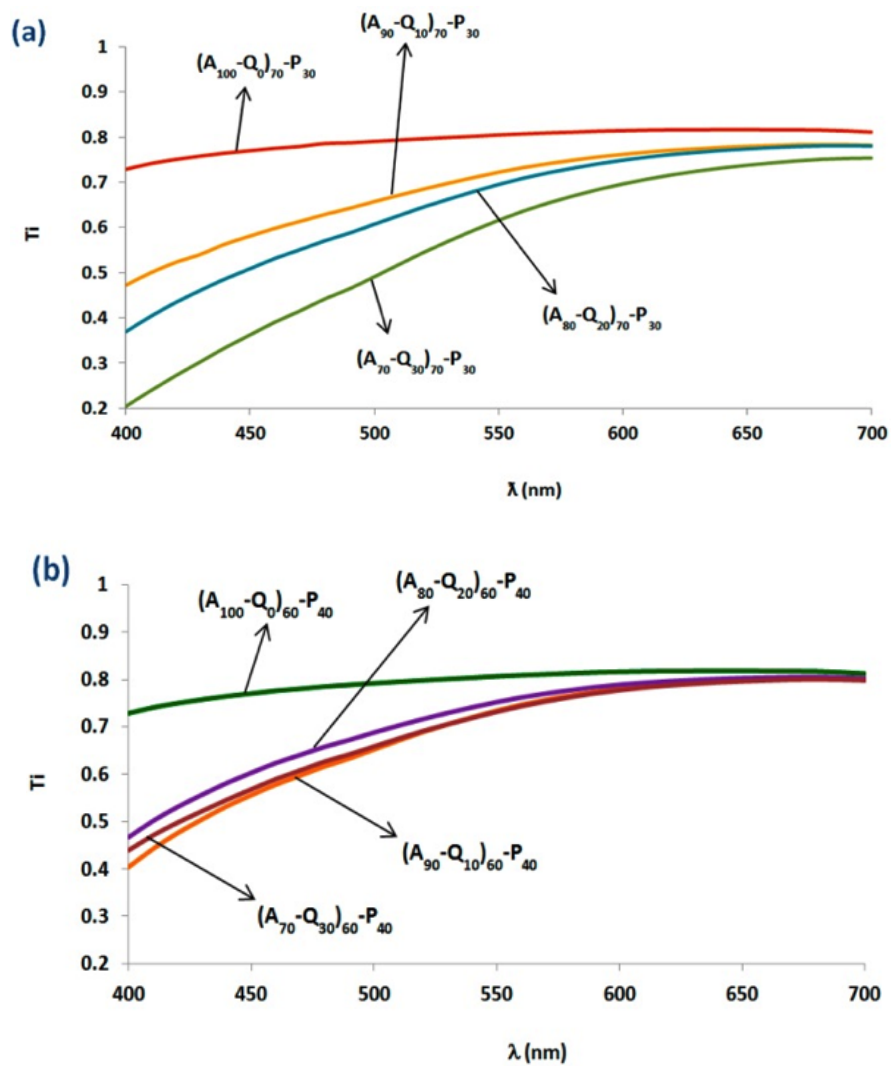 (a)
(A₉₀-Q₁₀)₇₀-P₃₀
(A₁₀₀-Q₀)₇₀-P₃₀
1
0.9
0.8
0.7
0.6
0.5
0.4
0.3
0.2
Ti
(A₈₀-Q₂₀)₇₀-P₃₀
(A₇₀-Q₃₀)₇₀-P₃₀
400 450 500 550 600 650 700
λ (nm)
(b)
(A₈₀-Q₂₀)₆₀-P₄₀
(A₁₀₀-Q₀)₆₀-P₄₀
1
0.9
0.8
0.7
0.6
0.5
0.4
0.3
0.2
Ti
(A₉₀-Q₁₀)₆₀-P₄₀
(A₇₀-Q₃₀)₆₀-P₄₀
400 450 500 550 600 650 700
λ (nm)